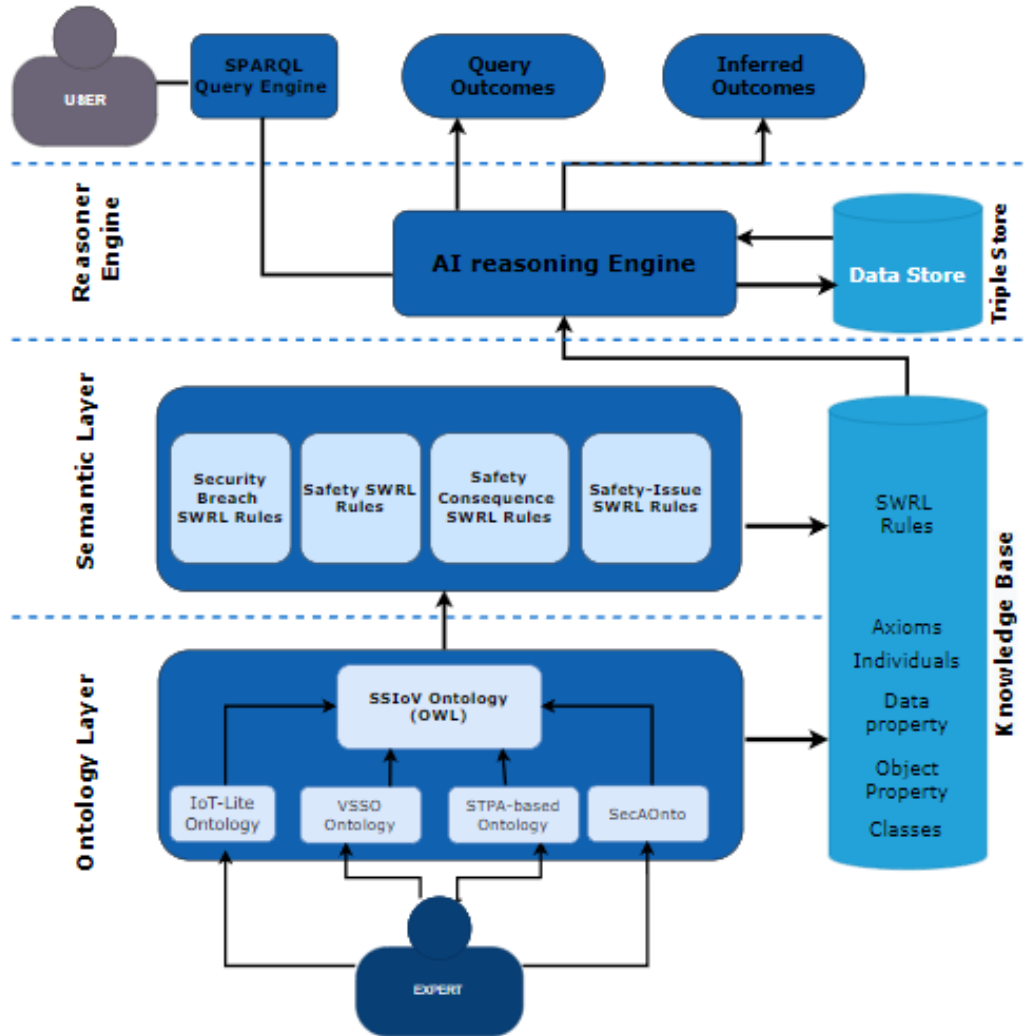 SPARQL
Query Engine
Query
Outcomes
Inferred
Outcomes
U8ER
Reasoner
Engine
AI reasoning Engine
Data Store
Triple Store
Semantic Layer
Security
Breach
SWRL Rules
Safety SWRL
Rules
Safety
Consequence
SWRL Rules
Safety-Issue
SWRL Rules
SWRL
Rules
Axioms
Individuals
Data
property
Object
Property
Classes
Knowledge Base
Ontology Layer
SSIoV Ontology
(OWL)
IoT-Lite
Ontology
VSSO
Ontology
STPA-based
Ontology
SecAOnto
EXPERT